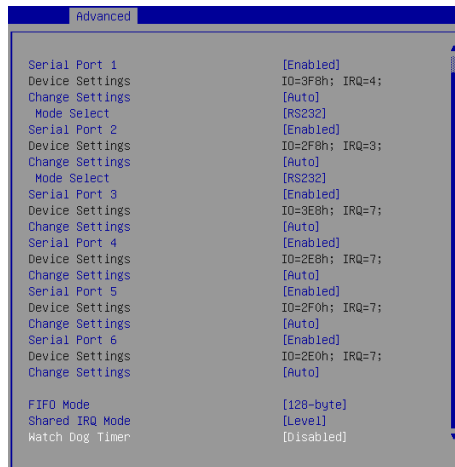 Advanced
Serial Port 1 [Enabled]
Device Settings IO=3F8h; IRQ=4;
Change Settings [Auto]
Mode Select [RS232]
Serial Port 2 [Enabled]
Device Settings IO=2F8h; IRQ=3;
Change Settings [Auto]
Mode Select [RS232]
Serial Port 3 [Enabled]
Device Settings IO=3E8h; IRQ=7;
Change Settings [Auto]
Serial Port 4 [Enabled]
Device Settings IO=2E8h; IRQ=7;
Change Settings [Auto]
Serial Port 5 [Enabled]
Device Settings IO=2F0h; IRQ=7;
Change Settings [Auto]
Serial Port 6 [Enabled]
Device Settings IO=2E0h; IRQ=7;
Change Settings [Auto]
FIFO Mode [128-byte]
Shared IRQ Mode [Level]
Watch Dog Timer [Disabled]